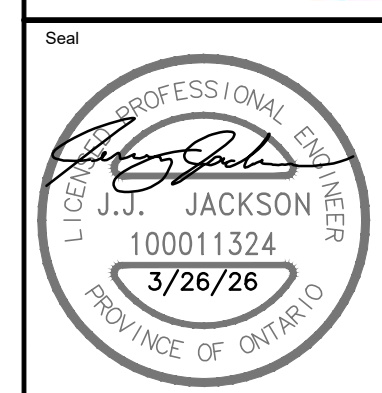 Seal
LICENSED PROFESSIONAL ENGINEER
J.J. JACKSON
100011324
3/26/26
PROVINCE OF ONTARIO